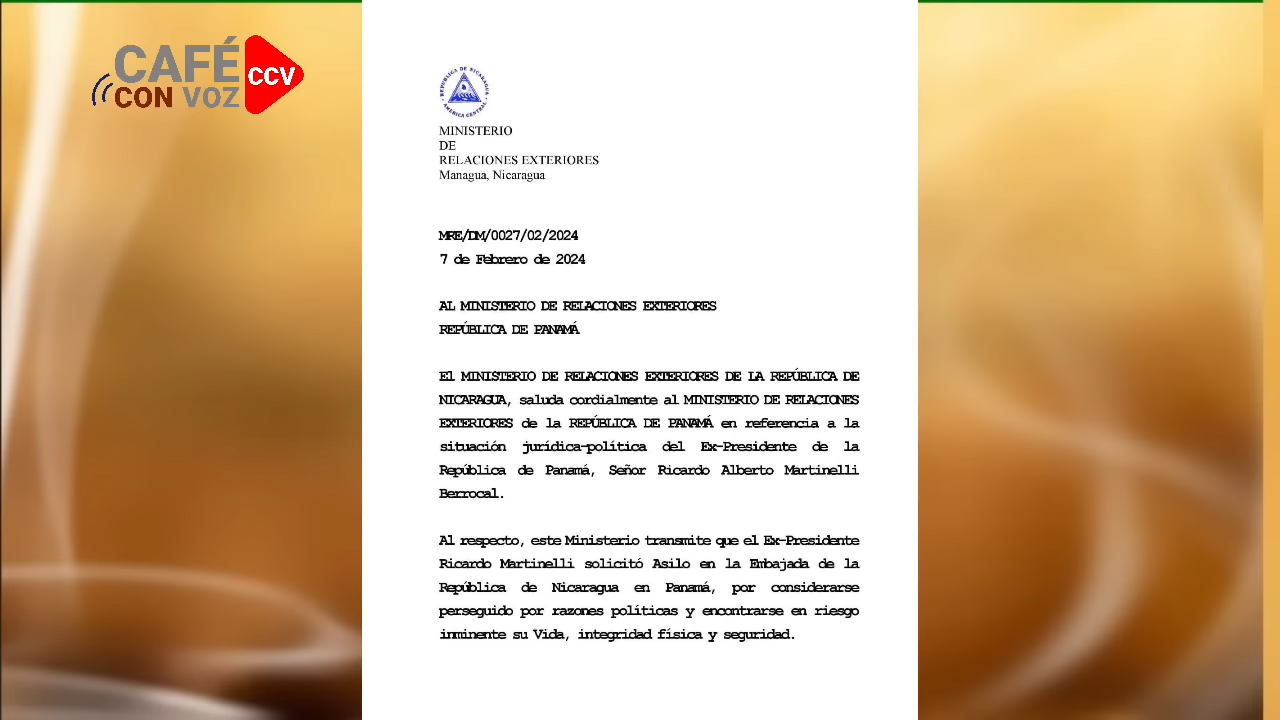 CAFÉ
CON VOZ
CCV
REPÚBLICA DE NICARAGUA
AMÉRICA CENTRAL
MINISTERIO
DE
RELACIONES EXTERIORES
Managua, Nicaragua
MRE/DM/0027/02/2024
7 de Febrero de 2024
AL MINISTERIO DE RELACIONES EXTERIORES
REPÚBLICA DE PANAMÁ
El MINISTERIO DE RELACIONES EXTERIORES DE LA REPÚBLICA DE
NICARAGUA, saluda cordialmente al MINISTERIO DE RELACIONES
EXTERIORES de la REPÚBLICA DE PANAMÁ en referencia a la
situación jurídica-política del Ex-Presidente de la
República de Panamá, Señor Ricardo Alberto Martinelli
Berrocal.
Al respecto, este Ministerio transmite que el Ex-Presidente
Ricardo Martinelli solicitó Asilo en la Embajada de la
República de Nicaragua en Panamá, por considerarse
perseguido por razones políticas y encontrarse en riesgo
inminente su Vida, integridad física y seguridad.